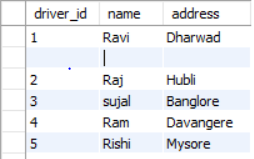 driver_id name address
1 Ravi Dharwad
2 Raj Hubli
3 sujal Banglore
4 Ram Davangere
5 Rishi Mysore